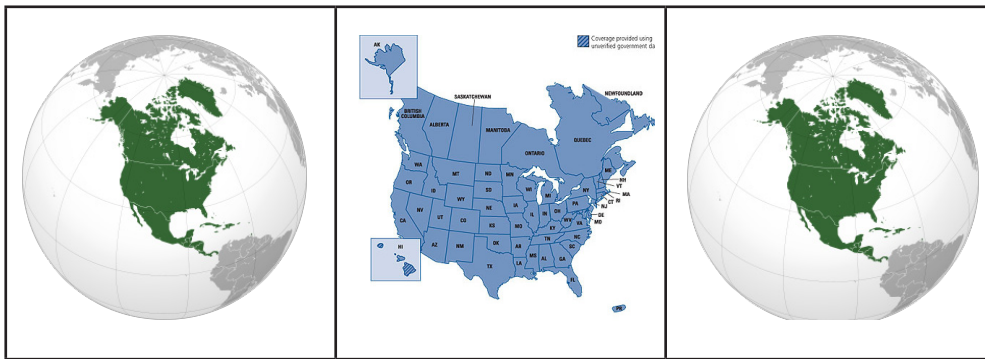 AK
Coverage provided using
unverified government da
SASKATCHEWAN
NEWFOUNDLAND
BRITISH
COLUMBIA
ALBERTA
MANITOBA
QUEBEC
ONTARIO
WA
MT
ND
MN
ME
NH
VT
OR
ID
SD
WI
MI
NY
MA
WY
CT
RI
NV
UT
NE
IA
PA
NJ
CA
CO
IL
IN
OH
DE
KS
MO
WV
VA
MD
KY
HI
AZ
NM
OK
AR
TN
NC
SC
TX
LA
MS
AL
GA
FL
PR